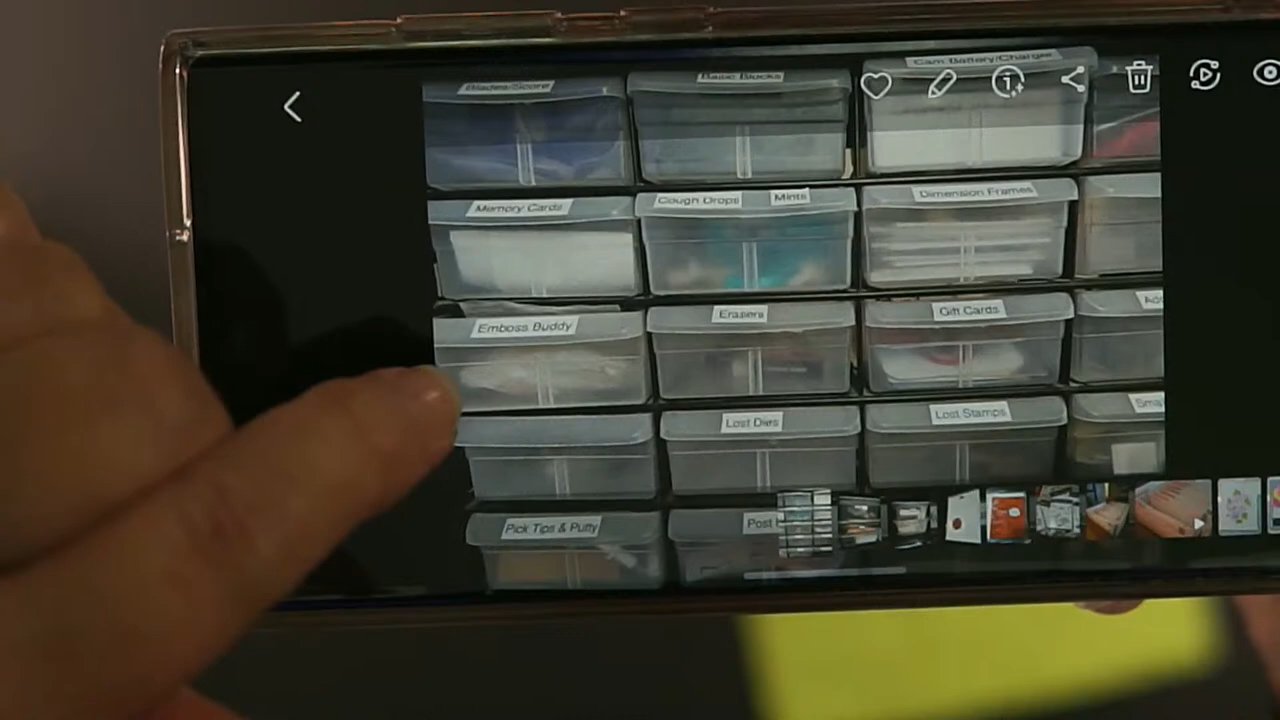 Blades/Score
Basic Blocks
Cam Battery/Charger
Memory Cards
Cough Drops
Mints
Dimension Frames
Emboss Buddy
Erasers
Gift Cards
Lost Dies
Lost Stamps
Pick Tips & Putty
Post